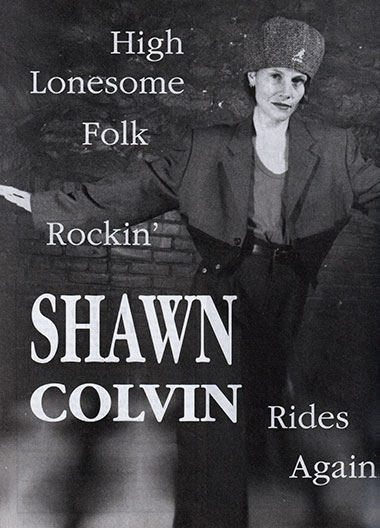 High
Lonesome
Folk
Rockin'
SHAWN
COLVIN
Rides
Again